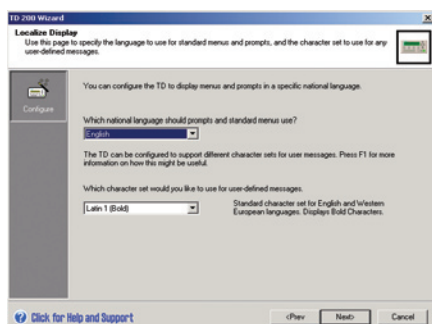 TD 200 Wizard
Localize Display
Use this page to specify the language to use for standard menus and prompts, and the character set to use for any
user-defined messages.
Configure
You can configure the TD to display menus and prompts in a specific national language.
Which national language should prompts and standard menus use?
English
The TD can be configured to support different character sets for user messages. Press F1 for more
information on how this might be useful.
Which character set would you like to use for user-defined messages.
Latin 1 (Bold)
Standard character set for English and Western
European languages. Displays Bold Characters.
Click for Help and Support
<Prev
Next>
Cancel